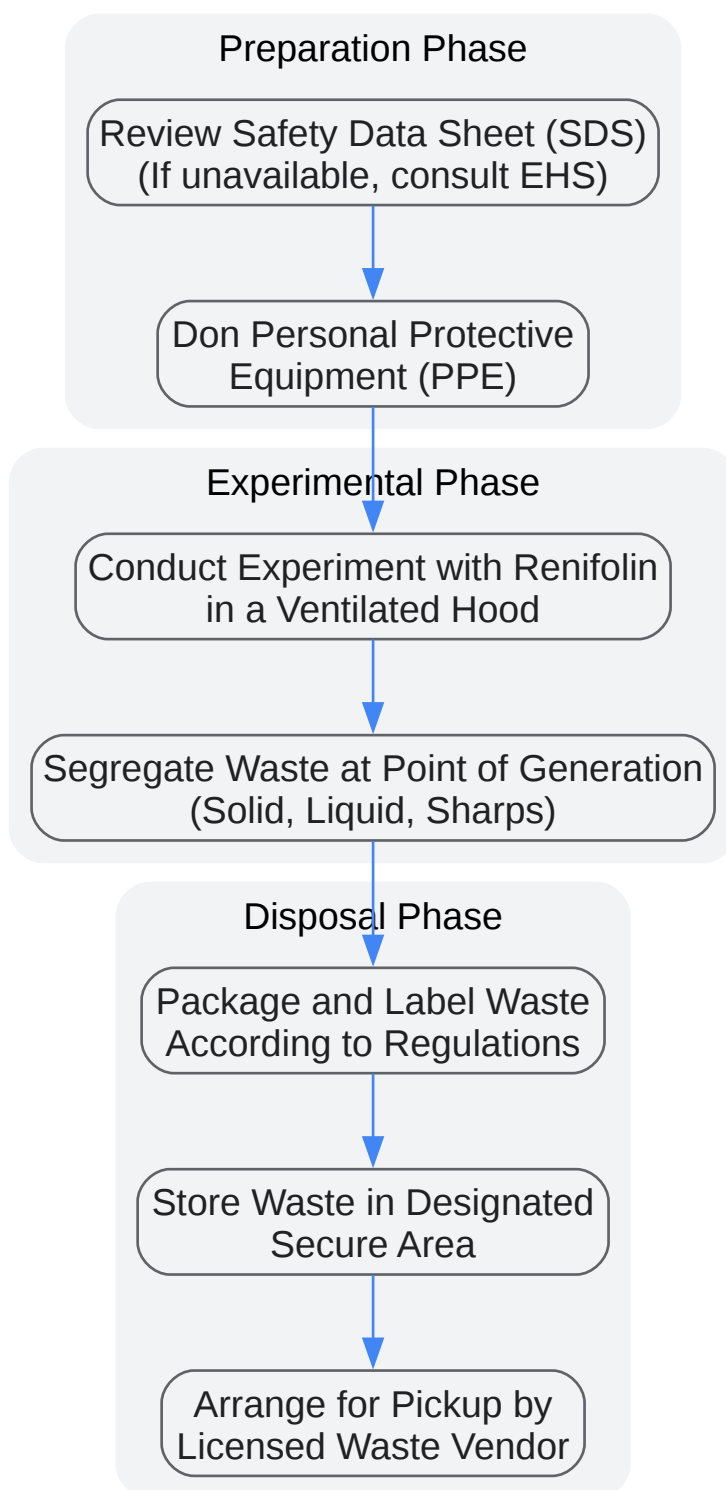 Preparation Phase
Review Safety Data Sheet (SDS)
(If unavailable, consult EHS)
Don Personal Protective
Equipment (PPE)
Experimental Phase
Conduct Experiment with Renifolin
in a Ventilated Hood
Segregate Waste at Point of Generation
(Solid, Liquid, Sharps)
Disposal Phase
Package and Label Waste
According to Regulations
Store Waste in Designated
Secure Area
Arrange for Pickup by
Licensed Waste Vendor